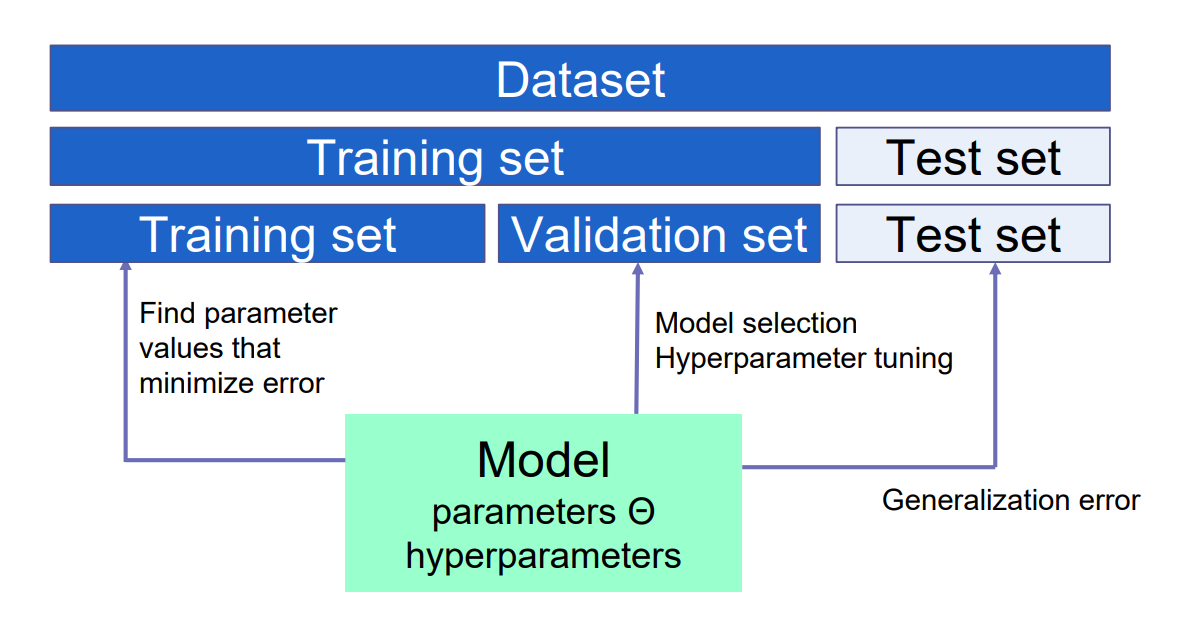 Dataset
Training set
Test set
Training set
Validation set
Test set
Find parameter
values that
minimize error
Model selection
Hyperparameter tuning
Model
parameters Θ
hyperparameters
Generalization error